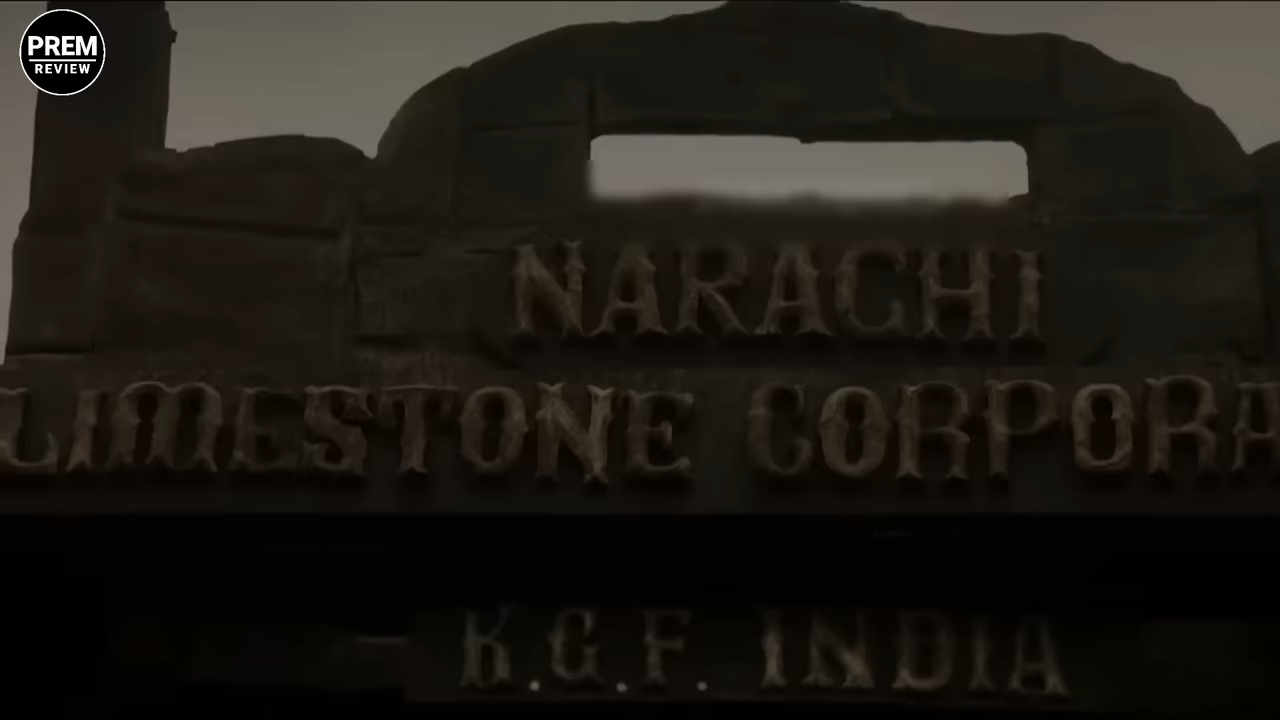 PREM
REVIEW
NARACHI
LIMESTONE CORPORA
K.G.F. INDIA